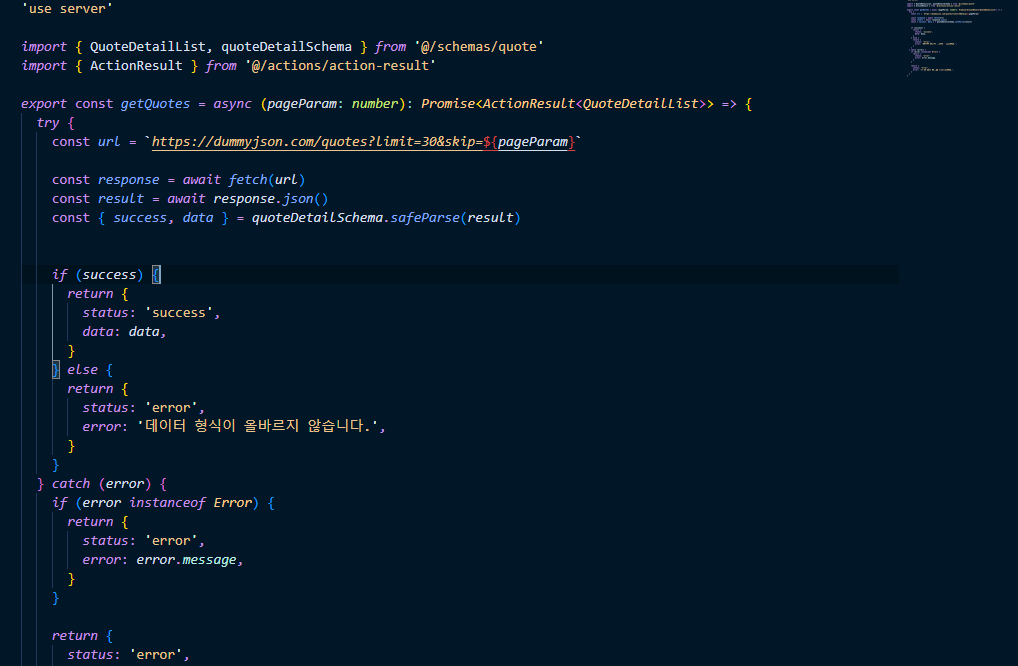 'use server'
import { QuoteDetailList, quoteDetailSchema } from '@/schemas/quote'
import { ActionResult } from '@/actions/action-result'
export const getQuotes = async (pageParam: number): Promise<ActionResult<QuoteDetailList>> => {
try {
const url = `https://dummyjson.com/quotes?limit=30&skip=${pageParam}`
const response = await fetch(url)
const result = await response.json()
const { success, data } = quoteDetailSchema.safeParse(result)
if (success) {
return {
status: 'success',
data: data,
}
} else {
return {
status: 'error',
error: '데이터 형식이 올바르지 않습니다.',
}
}
} catch (error) {
if (error instanceof Error) {
return {
status: 'error',
error: error.message,
}
}
return {
status: 'error',